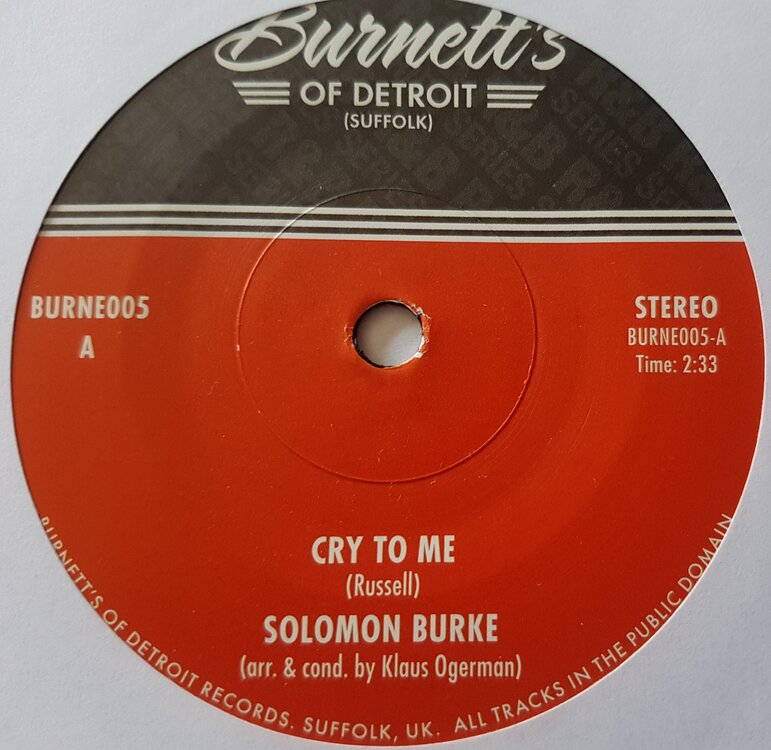 Burnett's
OF DETROIT
(SUFFOLK)
BURNE005
A
STEREO
BURNE005-A
Time: 2:33
CRY TO ME
(Russell)
SOLOMON BURKE
(arr. & cond. by Klaus Ogerman)
BURNETT'S OF DETROIT RECORDS. SUFFOLK, UK. ALL TRACKS IN THE PUBLIC DOMAIN